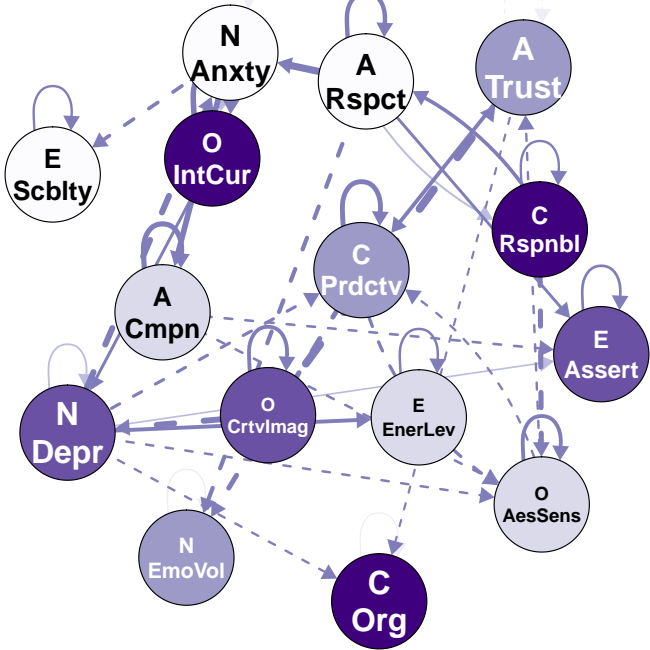 N
Anxty
A
Rspct
A
Trust
E
Scblty
O
IntCur
C
Rspnbl
C
Prdctv
A
Cmpn
E
Assert
N
Depr
O
CrtvImag
E
EnerLev
O
AesSens
N
EmoVol
C
Org